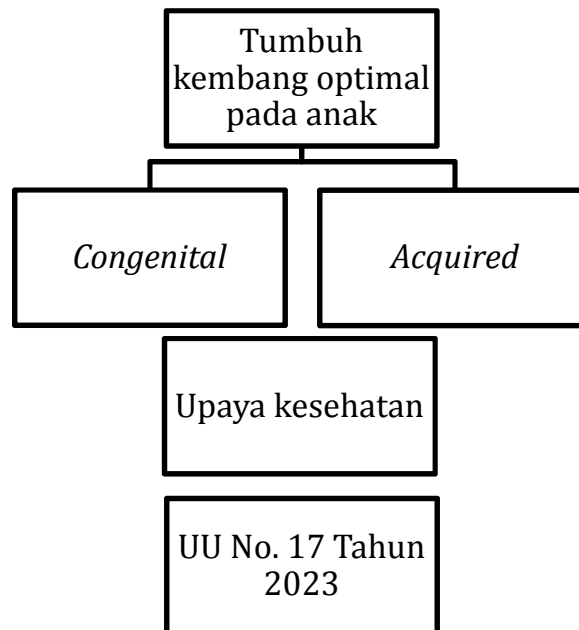 Tumbuh
kembang optimal
pada anak
Congenital
Acquired
Upaya kesehatan
UU No. 17 Tahun
2023